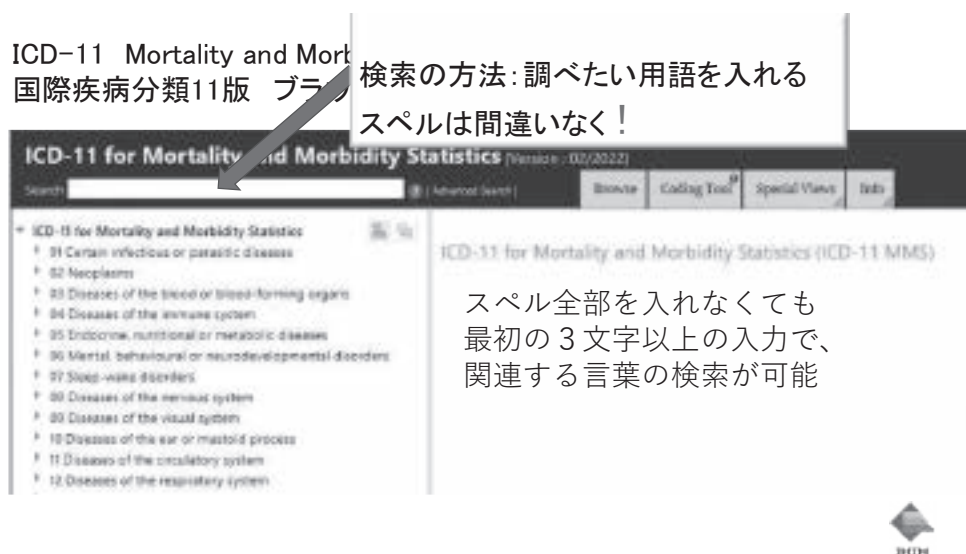 ICD-11 Mortality and Morb
国際疾病分類11版 ブラウ
検索の方法：調べたい用語を入れる
スペルは間違いなく！
ICD-11 for Mortality and Morbidity Statistics (Version : 02/2022)
Search [ Advanced Search ] Browse Coding Tool Special Views Info
ICD-11 for Mortality and Morbidity Statistics
01 Certain infectious or parasitic diseases
02 Neoplasms
03 Diseases of the blood or blood-forming organs
04 Diseases of the immune system
05 Endocrine, nutritional or metabolic diseases
06 Mental, behavioural or neurodevelopmental disorders
07 Sleep-wake disorders
08 Diseases of the nervous system
09 Diseases of the visual system
10 Diseases of the ear or mastoid process
11 Diseases of the circulatory system
12 Diseases of the respiratory system
ICD-11 for Mortality and Morbidity Statistics (ICD-11 MMS)
スペル全部を入れなくても
最初の３文字以上の入力で、
関連する言葉の検索が可能